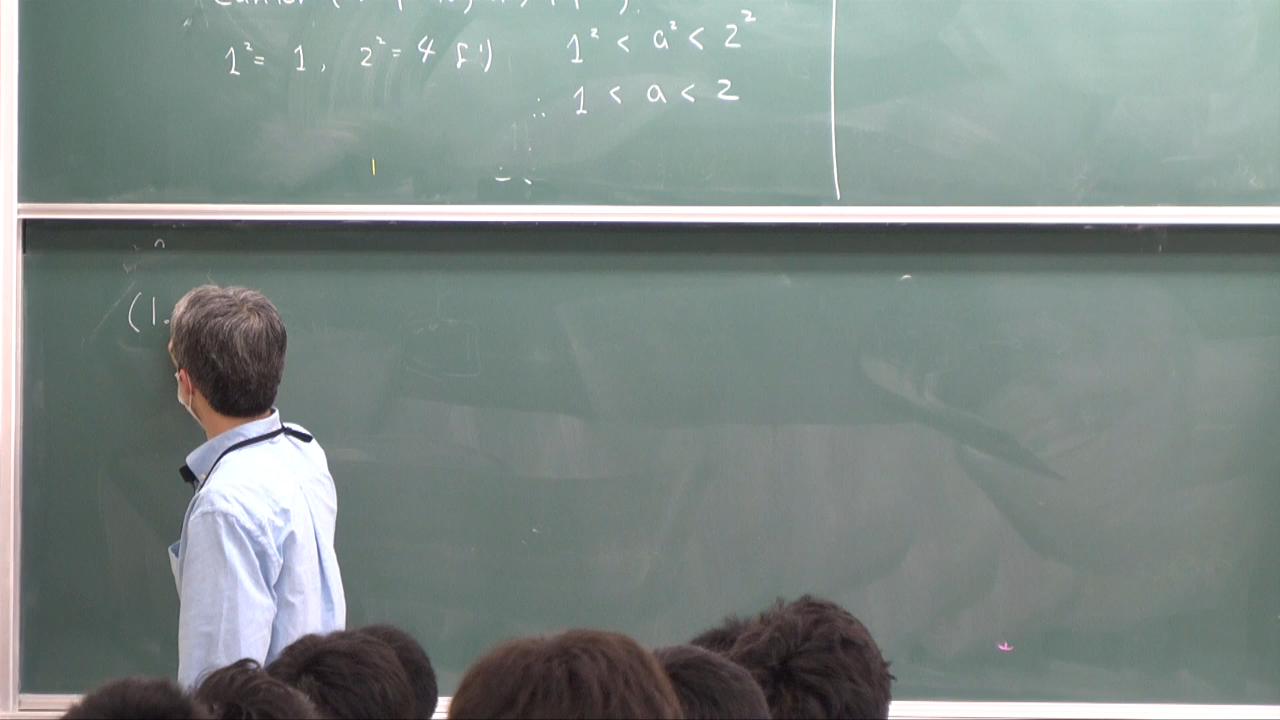 1² = 1, 2² = 4 より 1² < a² < 2²
∴ 1 < a < 2
(1.